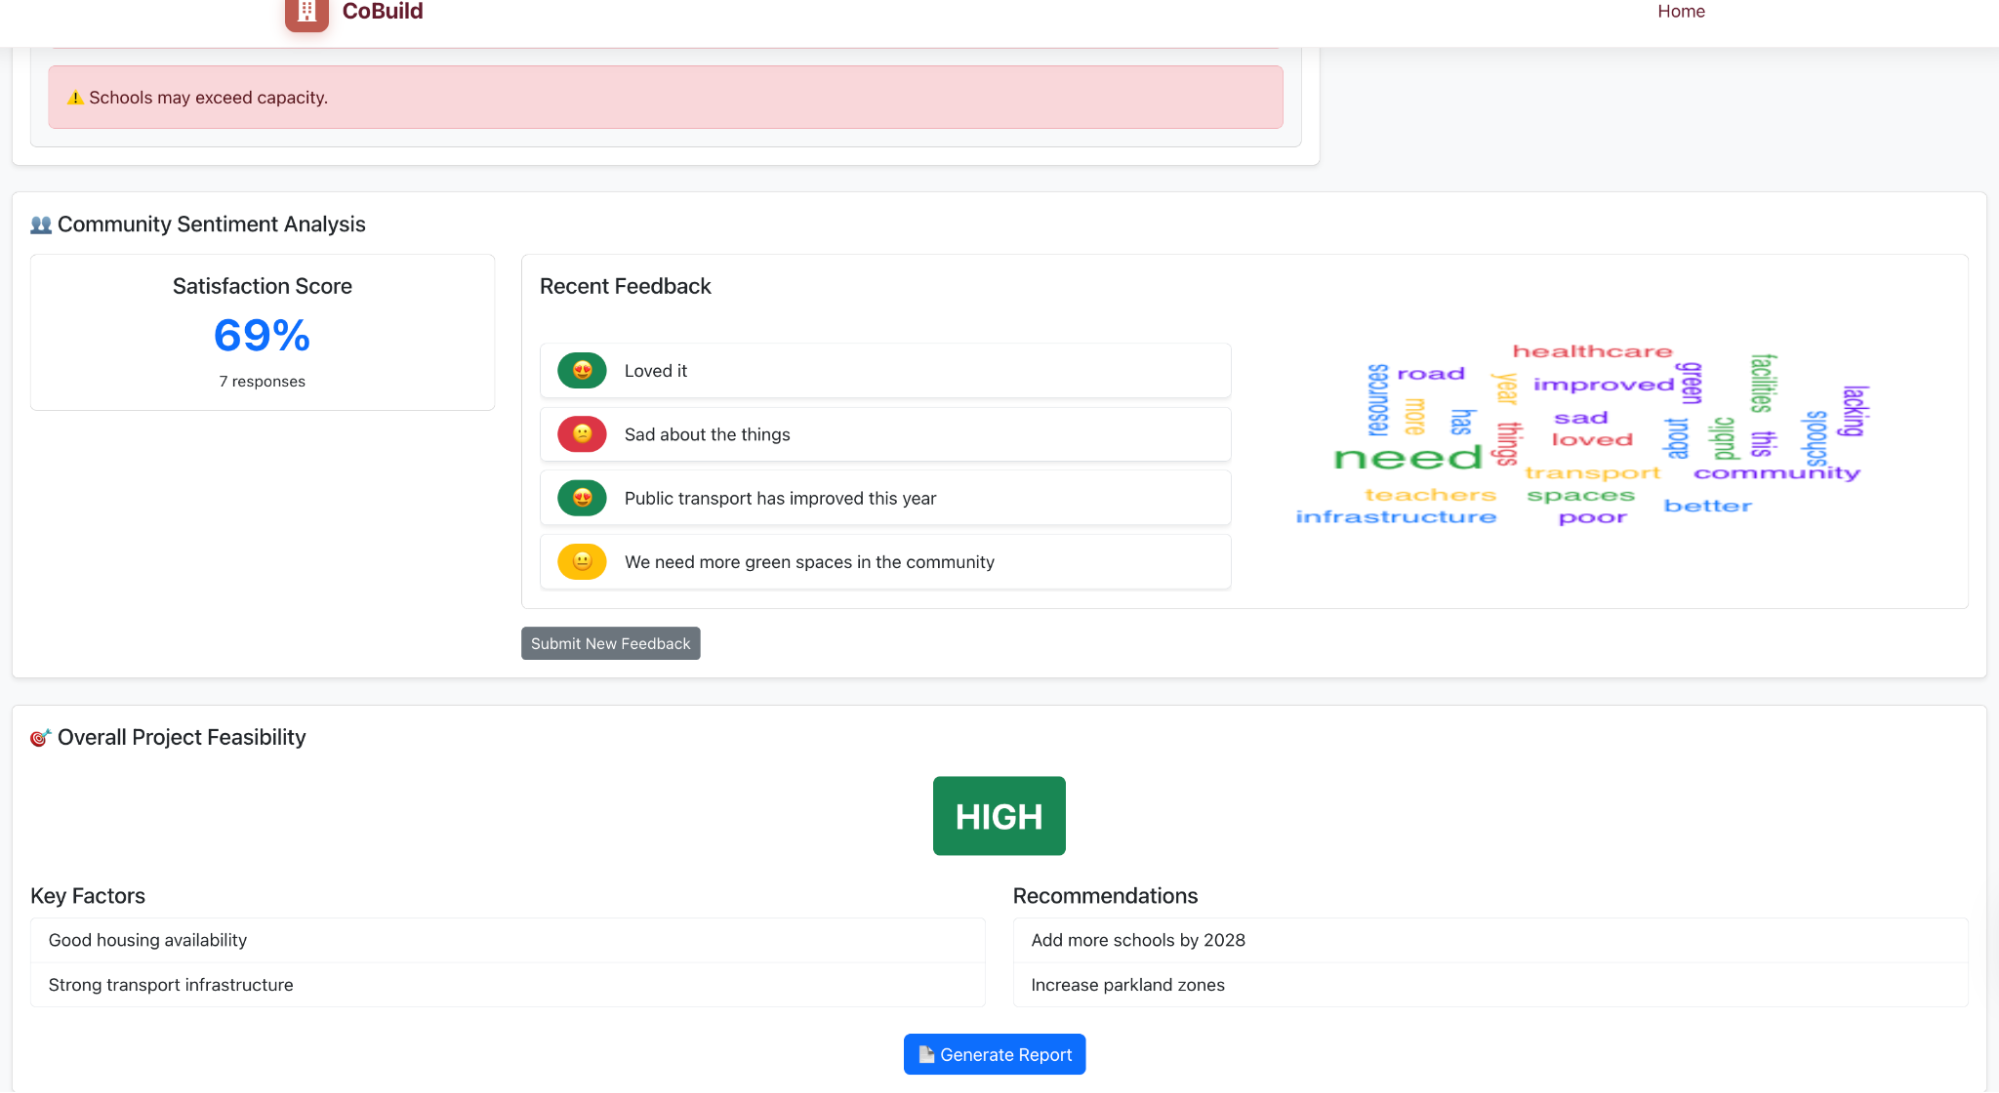 CoBuild
Home
⚠️ Schools may exceed capacity.
👥 Community Sentiment Analysis
Satisfaction Score
69%
7 responses
Recent Feedback
😍 Loved it
😕 Sad about the things
😍 Public transport has improved this year
😐 We need more green spaces in the community
healthcare
road
improved
resources
more
has
year
things
green
facilities
lacking
sad
loved
about
public
this
schools
need
transport
community
teachers
spaces
better
infrastructure
poor
Submit New Feedback
🎯 Overall Project Feasibility
HIGH
Key Factors
Good housing availability
Strong transport infrastructure
Recommendations
Add more schools by 2028
Increase parkland zones
📄 Generate Report